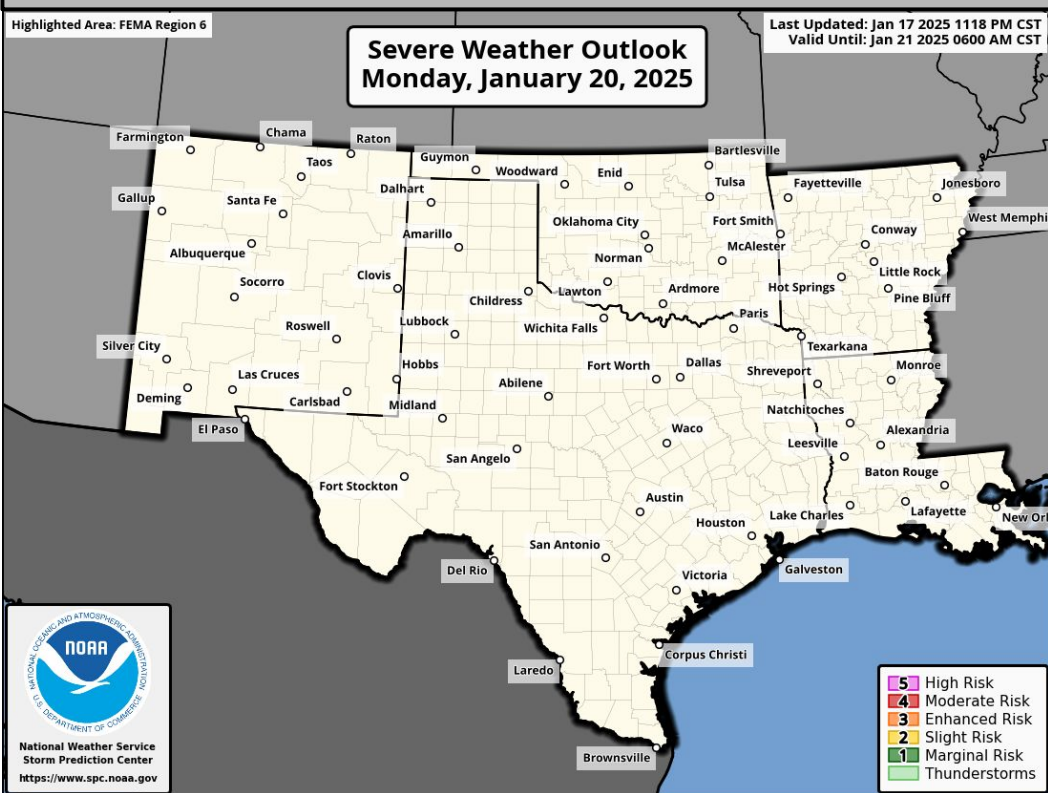 Highlighted Area: FEMA Region 6
Last Updated: Jan 17 2025 1118 PM CST
Valid Until: Jan 21 2025 0600 AM CST
Severe Weather Outlook
Monday, January 20, 2025
Farmington
Chama
Raton
Taos
Guymon
Woodward
Enid
Bartlesville
Tulsa
Fayetteville
Jonesboro
Gallup
Santa Fe
Dalhart
Oklahoma City
Fort Smith
West Memphi
Albuquerque
Amarillo
Norman
McAlester
Conway
Socorro
Clovis
Childress
Lawton
Ardmore
Hot Springs
Little Rock
Pine Bluff
Roswell
Lubbock
Wichita Falls
Paris
Texarkana
Silver City
Las Cruces
Hobbs
Fort Worth
Dallas
Shreveport
Monroe
Deming
Carlsbad
Midland
Abilene
Natchitoches
El Paso
Waco
Leesville
Alexandria
San Angelo
Fort Stockton
Baton Rouge
Austin
Houston
Lake Charles
Lafayette
New Orl
San Antonio
Del Rio
Galveston
Victoria
Laredo
Corpus Christi
Brownsville
NATIONAL OCEANIC AND ATMOSPHERIC ADMINISTRATION
NOAA
U.S. DEPARTMENT OF COMMERCE
National Weather Service
Storm Prediction Center
https://www.spc.noaa.gov
5 High Risk
4 Moderate Risk
3 Enhanced Risk
2 Slight Risk
1 Marginal Risk
Thunderstorms